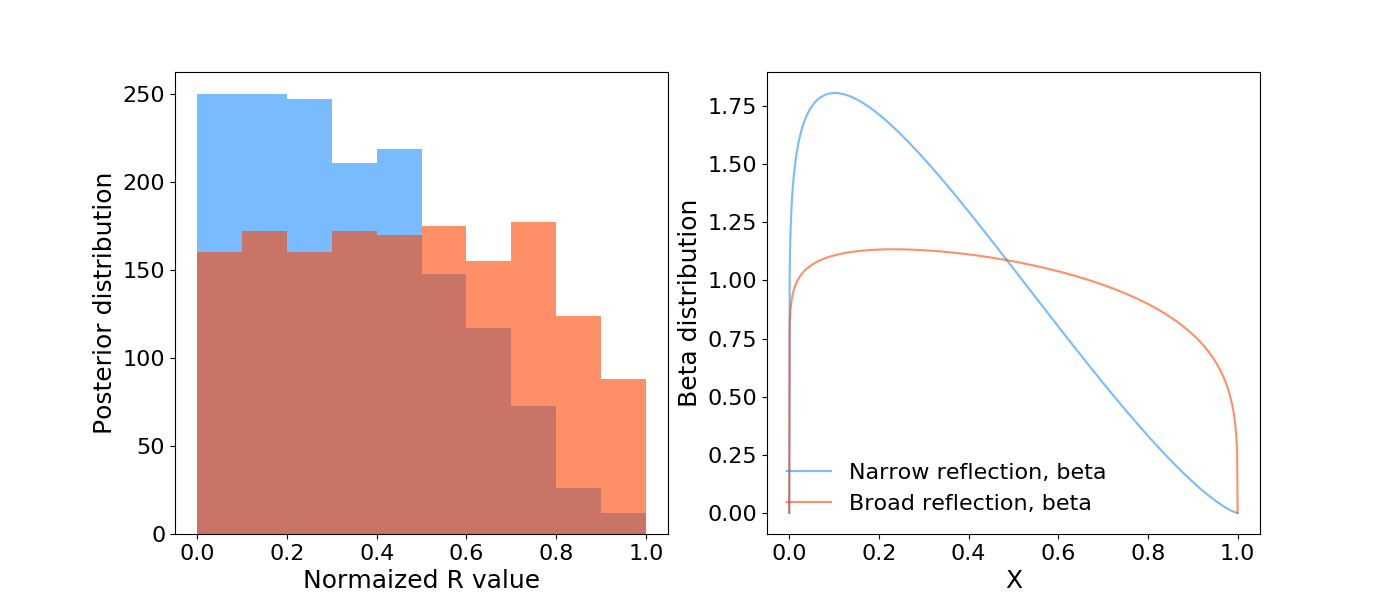 250
200
150
100
50
0
0.0 0.2 0.4 0.6 0.8 1.0
Posterior distribution
Normaized R value
1.75
1.50
1.25
1.00
0.75
0.50
0.25
0.00
0.0 0.2 0.4 0.6 0.8 1.0
Beta distribution
X
Narrow reflection, beta
Broad reflection, beta